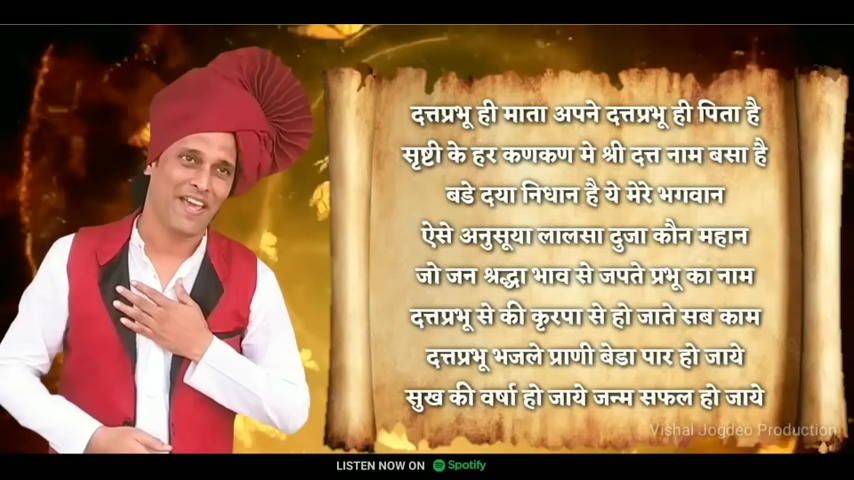 दत्तप्रभू ही माता अपने दत्तप्रभू ही पिता है
सृष्टी के हर कणकण मे श्री दत्त नाम बसा है
बडे दया निधान है ये मेरे भगवान
ऐसे अनुसूया लालसा दुजा कौन महान
जो जन श्रद्धा भाव से जपते प्रभू का नाम
दत्तप्रभू से की कृरपा से हो जाते सब काम
दत्तप्रभू भजले प्राणी बेडा पार हो जाये
सुख की वर्षा हो जाये जन्म सफल हो जाये
Vishal Jogdeo Production
LISTEN NOW ON Spotify